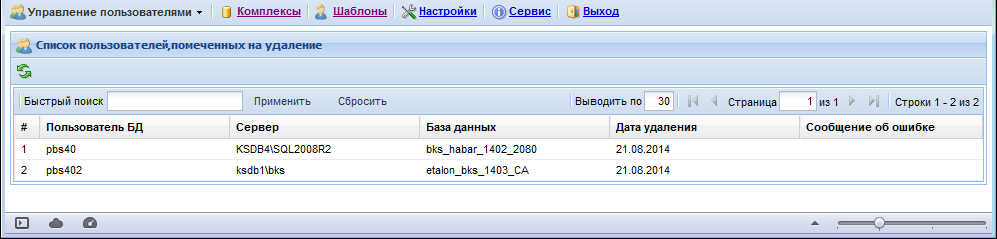 Управление пользователями Комплексы Шаблоны Настройки Сервис Выход
Список пользователей,помеченных на удаление
Быстрый поиск Применить Сбросить Выводить по 30 Страница 1 из 1 Строки 1 - 2 из 2
# Пользователь БД Сервер База данных Дата удаления Сообщение об ошибке
1 pbs40 KSDB4\SQL2008R2 bks_habar_1402_2080 21.08.2014
2 pbs402 ksdb1\bks etalon_bks_1403_CA 21.08.2014